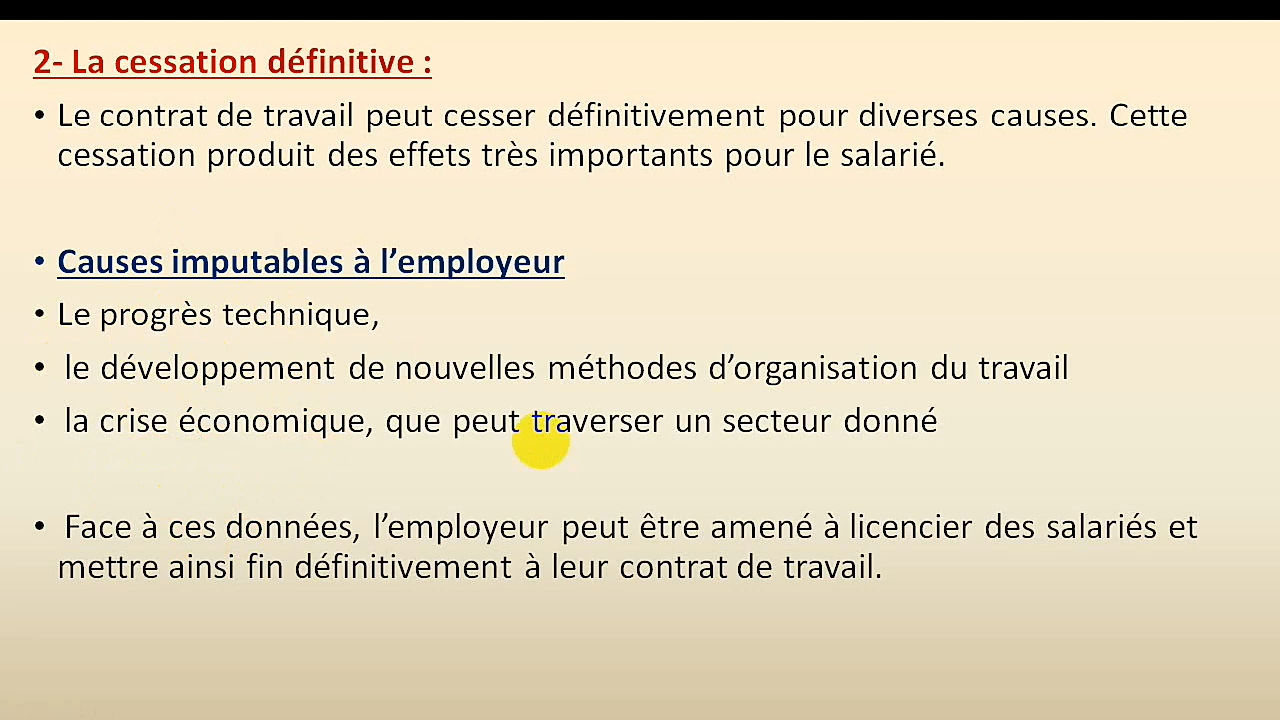 2- La cessation définitive :
• Le contrat de travail peut cesser définitivement pour diverses causes. Cette
cessation produit des effets très importants pour le salarié.
• Causes imputables à l’employeur
• Le progrès technique,
• le développement de nouvelles méthodes d’organisation du travail
• la crise économique, que peut traverser un secteur donné
• Face à ces données, l’employeur peut être amené à licencier des salariés et
mettre ainsi fin définitivement à leur contrat de travail.